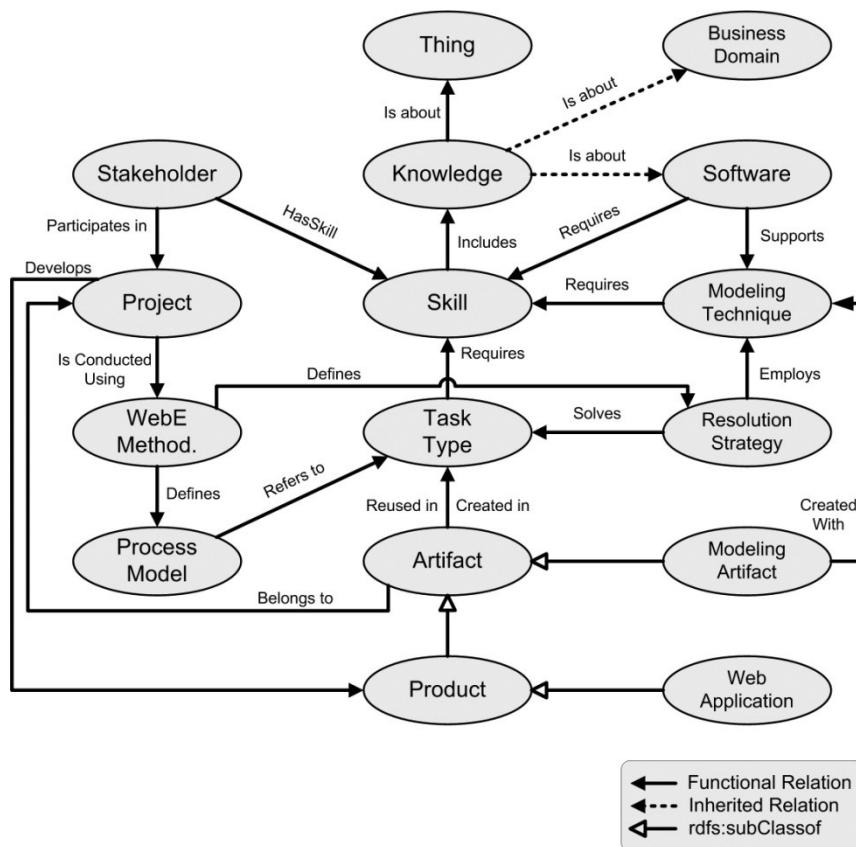 Thing
Business
Domain
Is about
Is about
Stakeholder
Knowledge
Is about
Software
Participates in
HasSkill
Includes
Requires
Supports
Develops
Project
Skill
Requires
Modeling
Technique
Is Conducted
Using
Requires
Defines
Employs
WebE
Method.
Task
Type
Solves
Resolution
Strategy
Defines
Refers to
Reused in
Created in
Created
With
Process
Model
Artifact
Modeling
Artifact
Belongs to
Product
Web
Application
Functional Relation
Inherited Relation
rdfs:subClassof